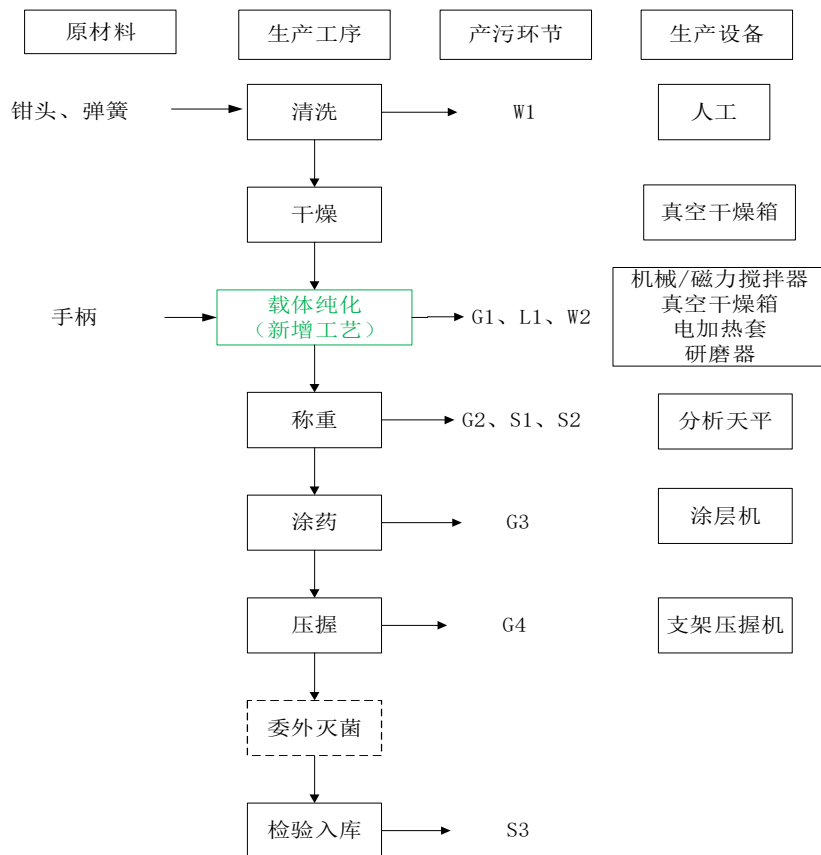 原材料
生产工序
产污环节
生产设备
钳头、弹簧
清洗
W1
人工
干燥
真空干燥箱
手柄
载体纯化
（新增工艺）
G1、L1、W2
机械/磁力搅拌器
真空干燥箱
电加热套
研磨器
称重
G2、S1、S2
分析天平
涂药
G3
涂层机
压握
G4
支架压握机
委外灭菌
检验入库
S3